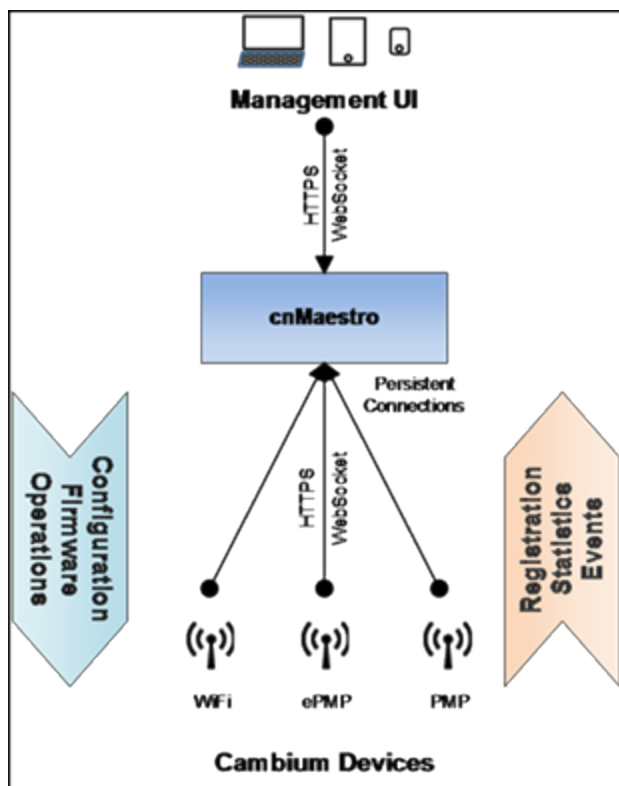 Management UI
HTTPS
WebSocket
cnMaestro
Persistent
Connections
Configuration
Firmware
Operations
HTTPS
WebSocket
Registration
Statistics
Events
WiFi
ePMP
PMP
Cambium Devices